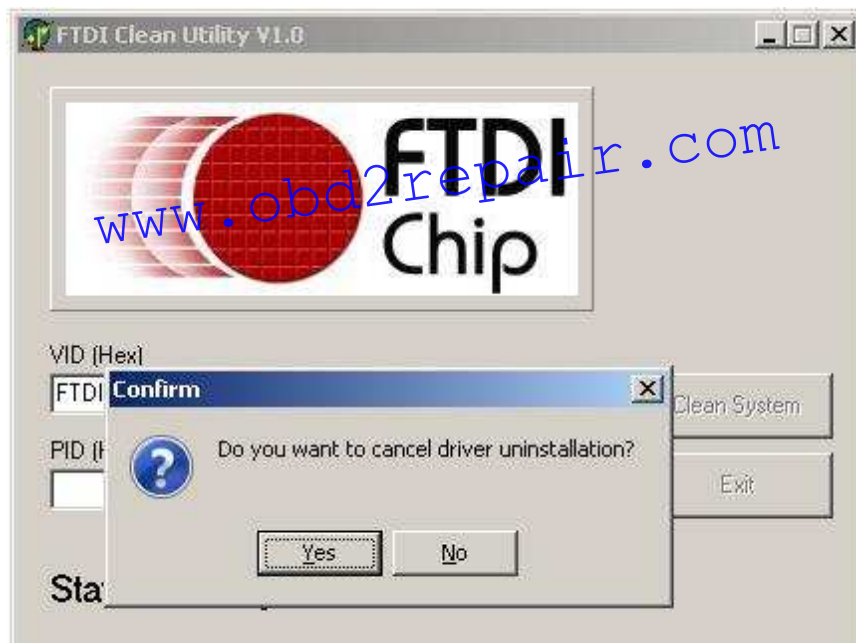 FTDI Clean Utility V1.0
FTDI
Chip
www.obd2repair.com
VID (Hex)
FTDI
Confirm
Clean System
Do you want to cancel driver uninstallation?
PID (H
Exit
Yes
No